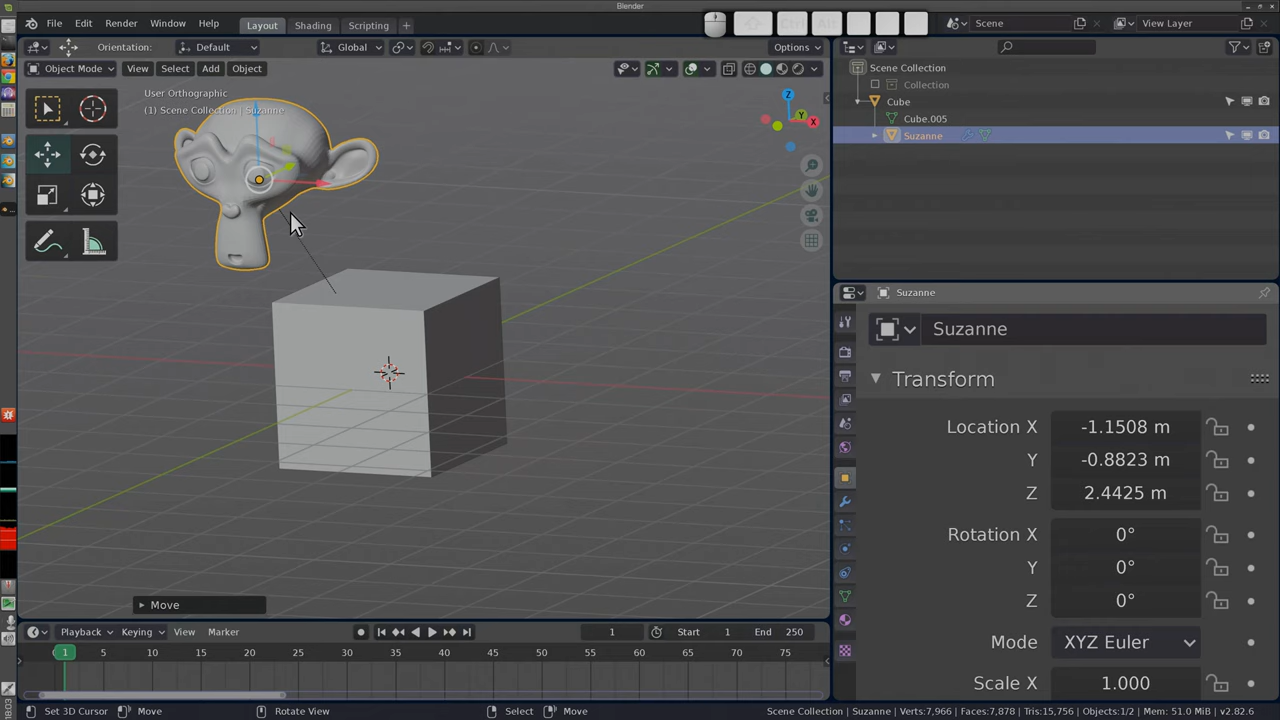 Blender
File Edit Render Window Help Layout Shading Scripting + Ctrl Alt Scene View Layer
Orientation: Default Global Options
Object Mode View Select Add Object
User Orthographic
(1) Scene Collection | Suzanne
Z
Y
X
Move
Scene Collection
Collection
Cube
Cube.005
Suzanne
Suzanne
Suzanne
Transform
Location X -1.1508 m
Y -0.8823 m
Z 2.4425 m
Rotation X 0°
Y 0°
Z 0°
Mode XYZ Euler
Scale X 1.000
Playback Keying View Marker 1 Start 1 End 250
1 5 10 15 20 25 30 35 40 45 50 55 60 65 70 75
Set 3D Cursor Move Rotate View Select Move Scene Collection | Suzanne | Verts:7,966 | Faces:7,878 | Tris:15,756 | Objects:1/2 | Mem: 51.0 MiB | v2.82.6
18:03